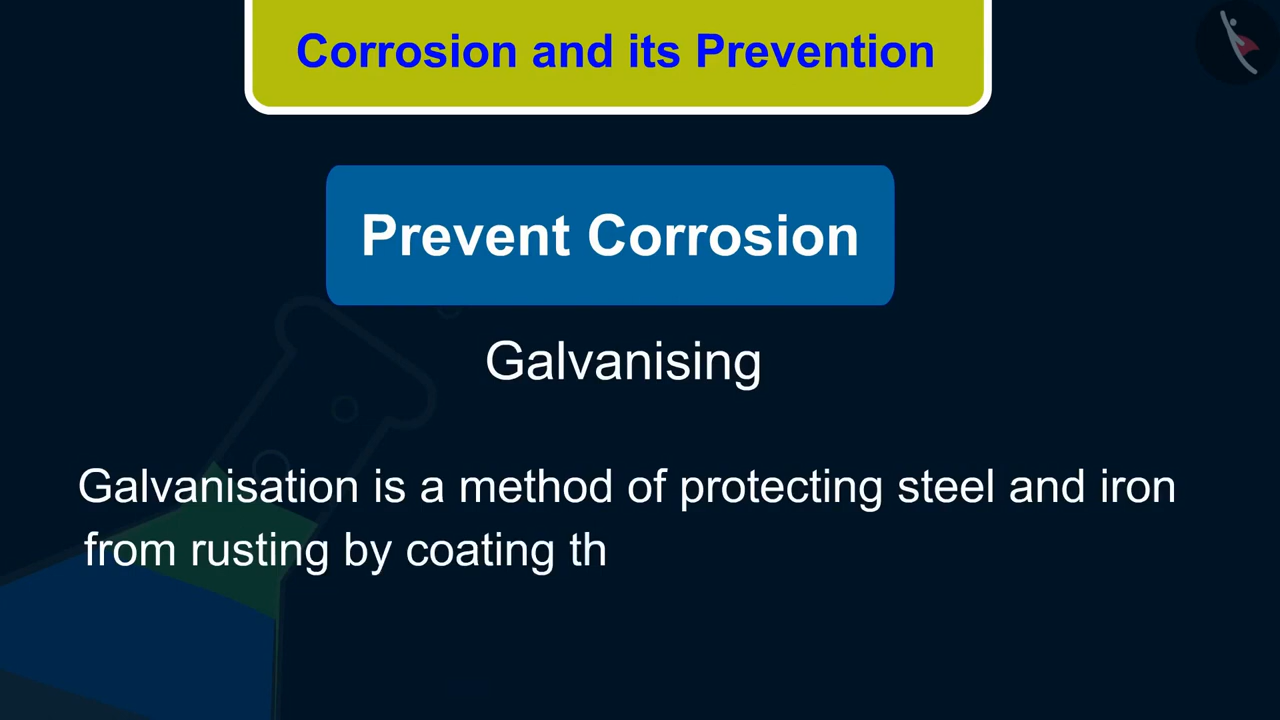 Corrosion and its Prevention
Prevent Corrosion
Galvanising
Galvanisation is a method of protecting steel and iron
from rusting by coating th